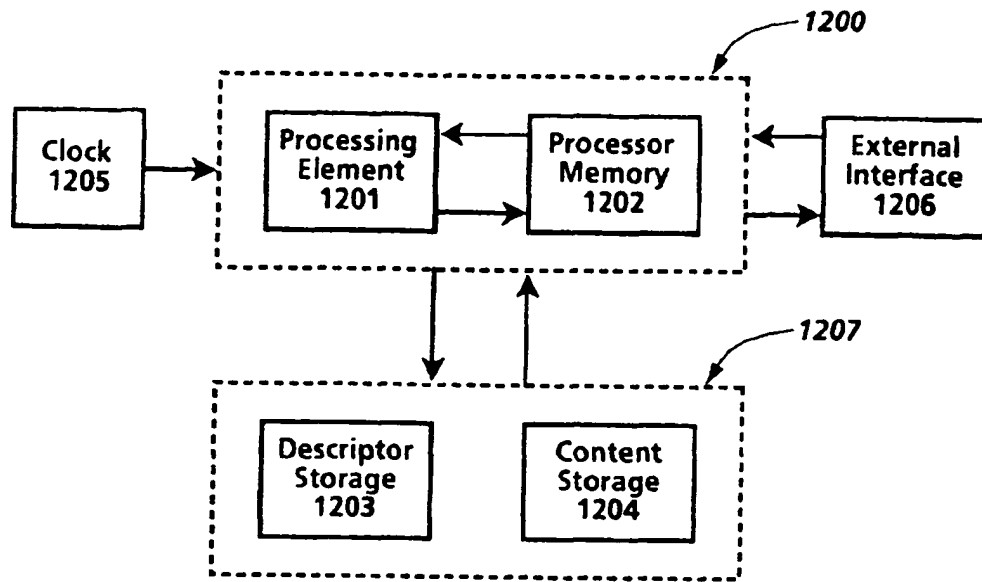 1200
Clock
1205
Processing
Element
1201
Processor
Memory
1202
External
Interface
1206
1207
Descriptor
Storage
1203
Content
Storage
1204